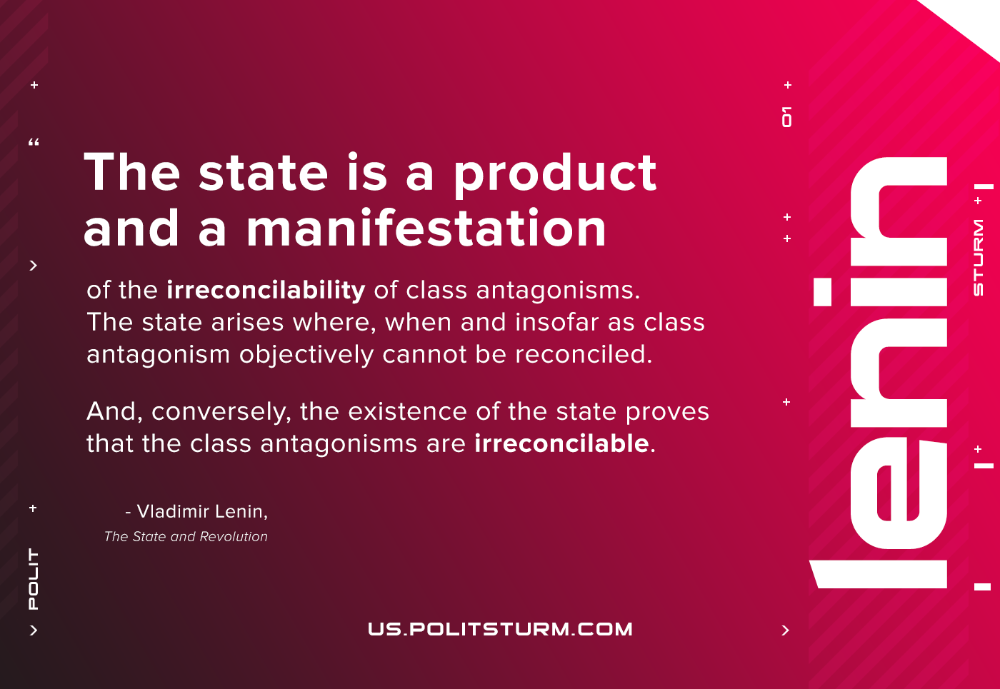 “
The state is a product
and a manifestation
of the irreconcilability of class antagonisms.
The state arises where, when and insofar as class
antagonism objectively cannot be reconciled.
And, conversely, the existence of the state proves
that the class antagonisms are irreconcilable.
- Vladimir Lenin,
The State and Revolution
POLIT
US.POLITSTURM.COM
01
lenin
STURM